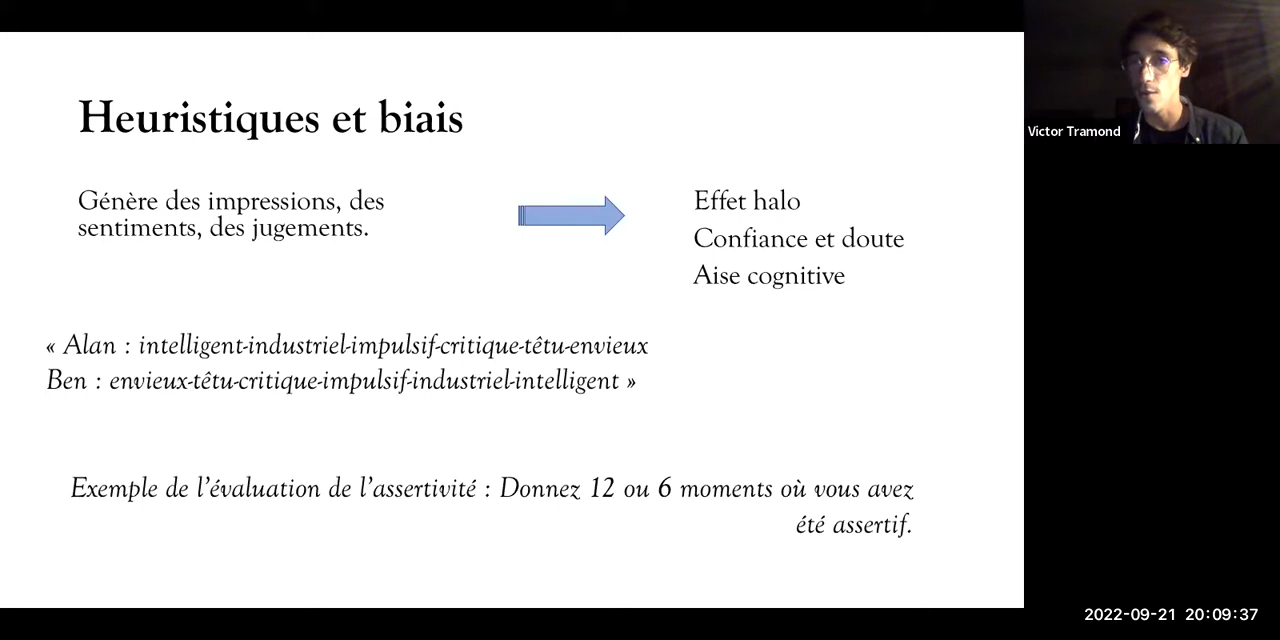 Heuristiques et biais
Génère des impressions, des
sentiments, des jugements.
Effet halo
Confiance et doute
Aise cognitive
« Alan : intelligent-industriel-impulsif-critique-têtu-envieux
Ben : envieux-têtu-critique-impulsif-industriel-intelligent »
Exemple de l’évaluation de l’assertivité : Donnez 12 ou 6 moments où vous avez
été assertif.
Victor Tramond
2022-09-21 20:09:37